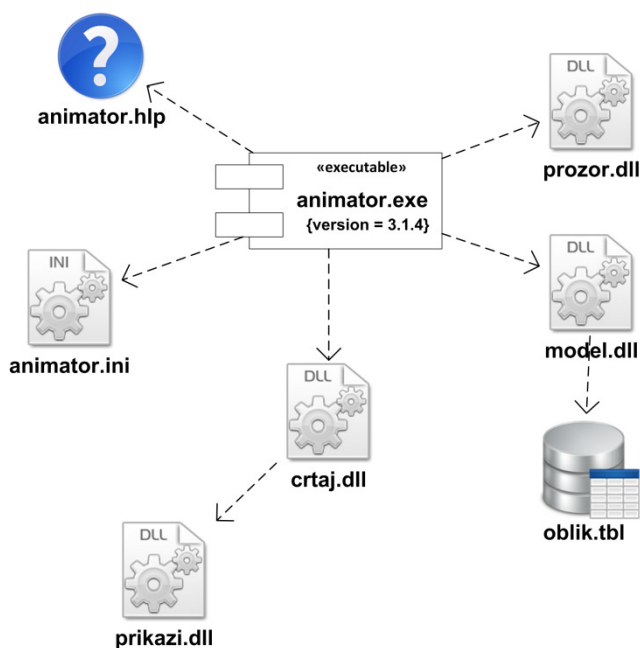 animator.hlp
DLL
prozor.dll
«executable»
animator.exe
{version = 3.1.4}
INI
animator.ini
DLL
model.dll
DLL
crtaj.dll
oblik.tbl
DLL
prikazi.dll